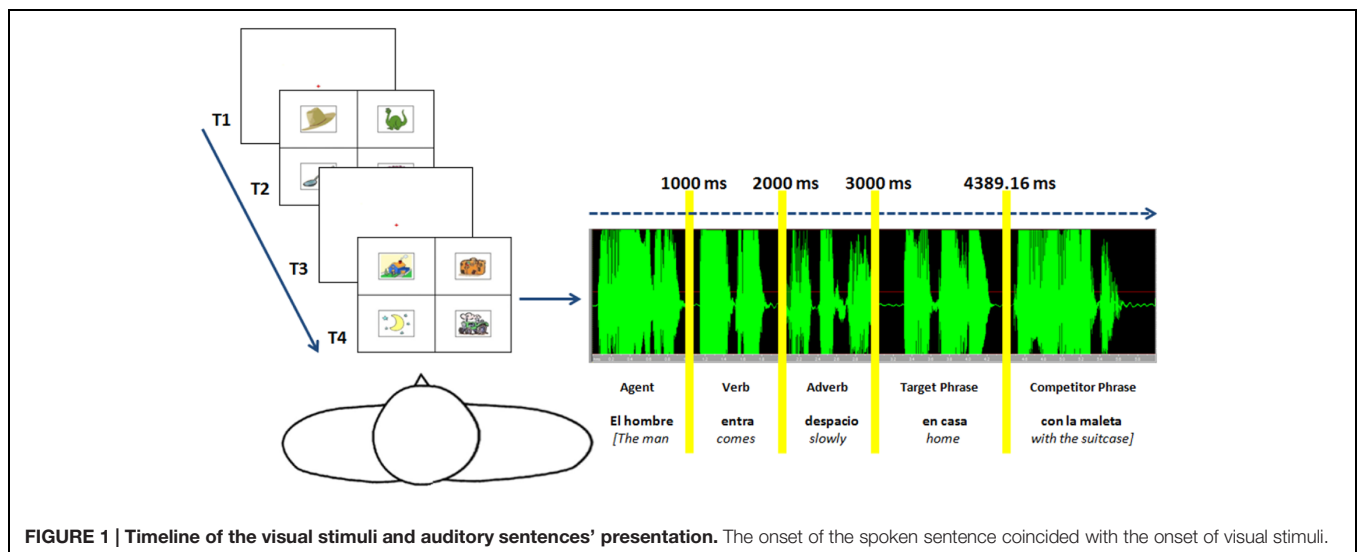 T1
T2
T3
T4
1000 ms 2000 ms 3000 ms 4389.16 ms
Agent Verb Adverb Target Phrase Competitor Phrase
El hombre entra despacio en casa con la maleta
[The man comes slowly home with the suitcase]
FIGURE 1 | Timeline of the visual stimuli and auditory sentences’ presentation. The onset of the spoken sentence coincided with the onset of visual stimuli.